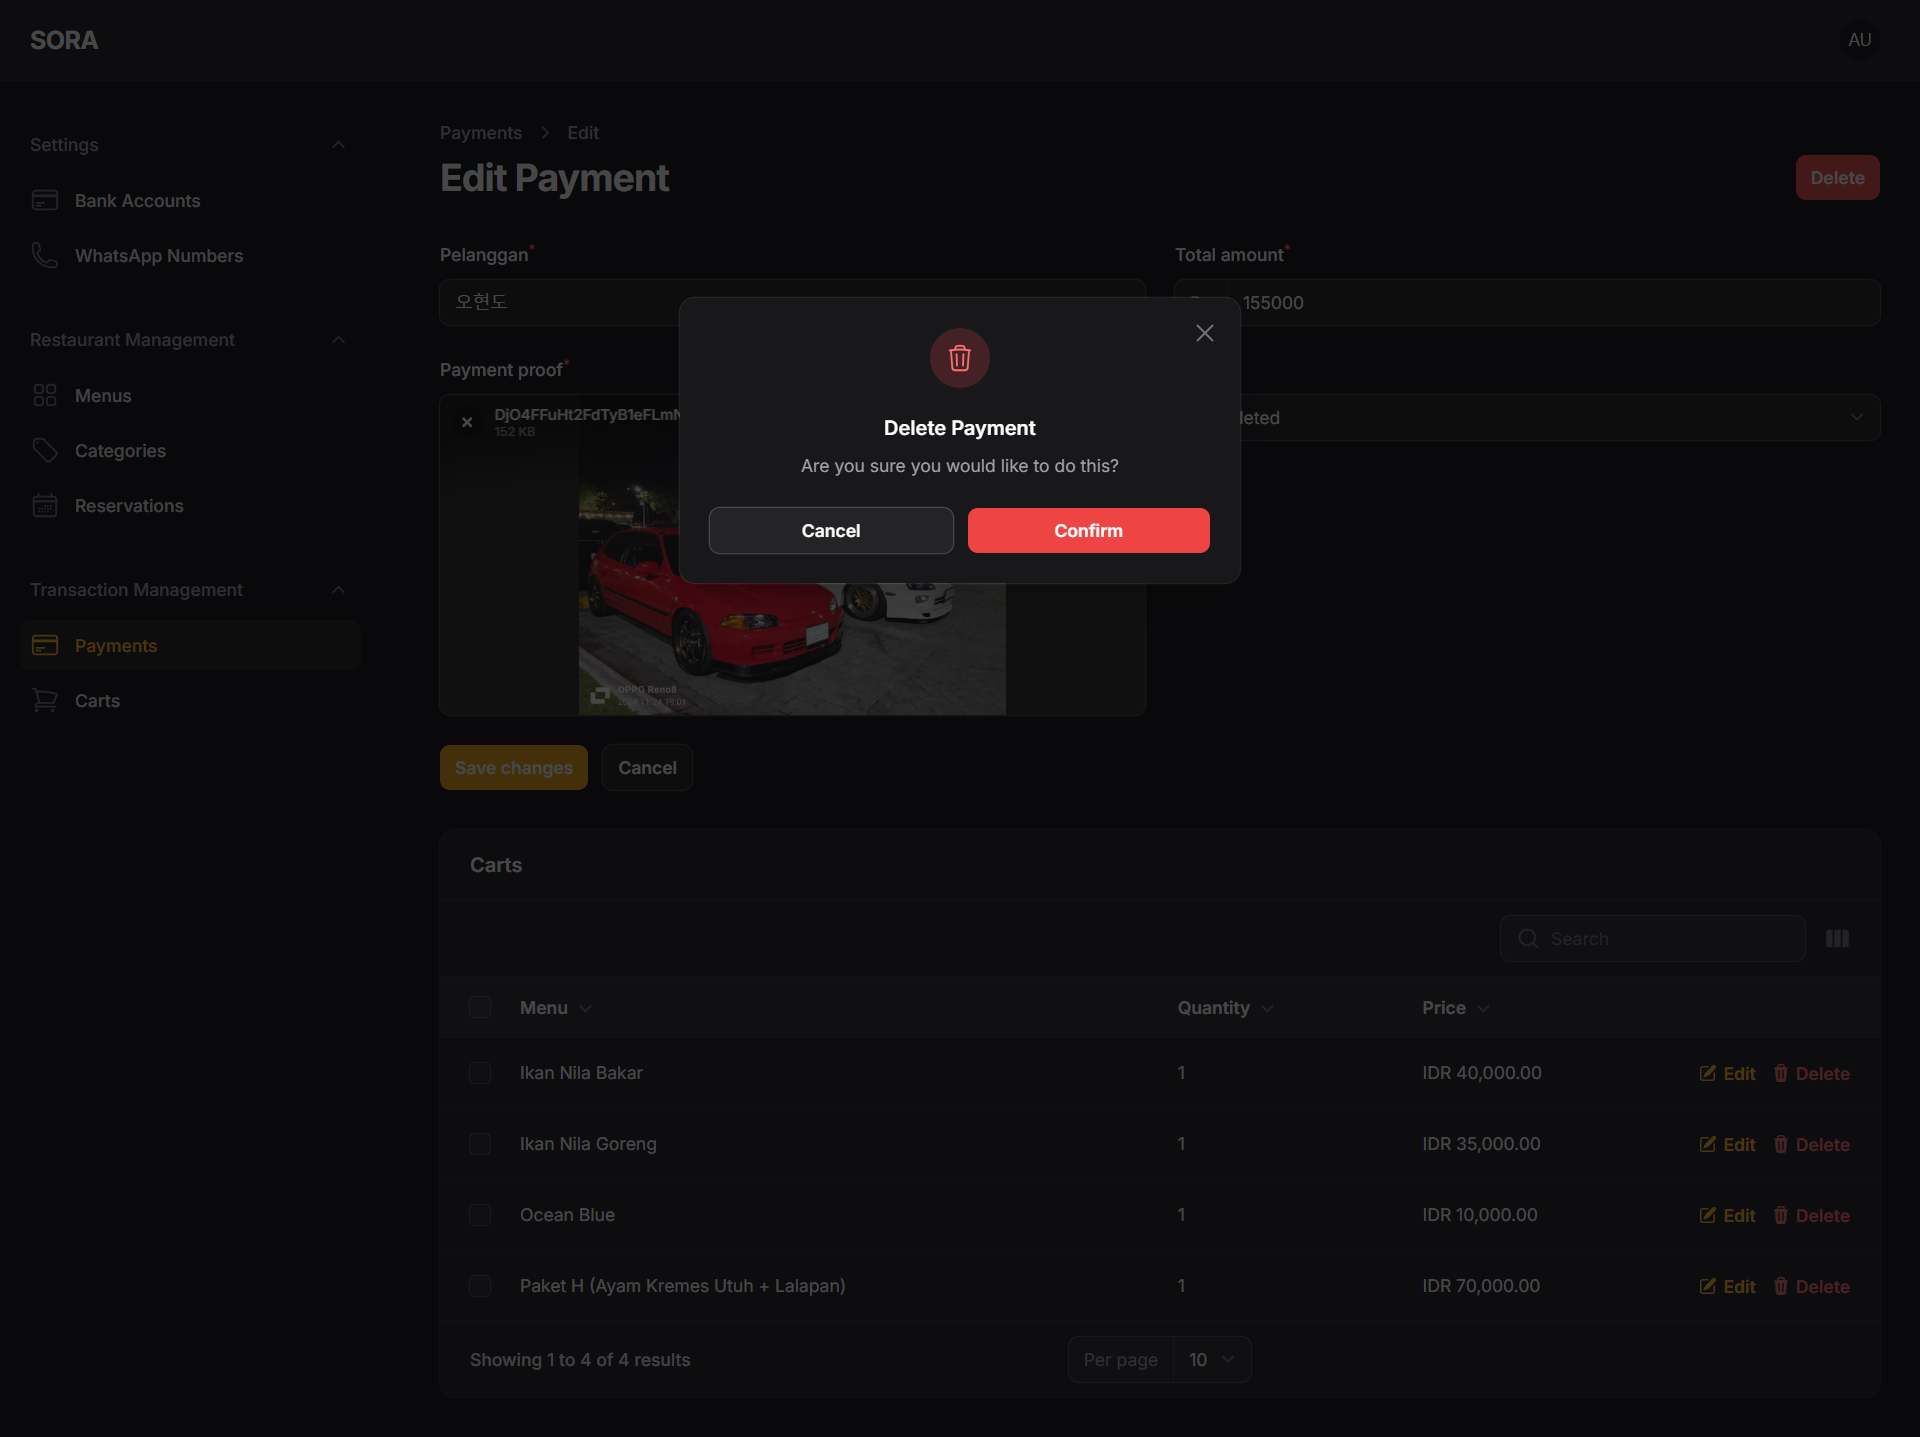 SORA
AU
Settings
Bank Accounts
WhatsApp Numbers
Restaurant Management
Menus
Categories
Reservations
Transaction Management
Payments
Carts
Payments > Edit
Edit Payment
Delete
Pelanggan*
오현도
Total amount*
155000
Payment proof*
DjO4FFuHt2FdTyB1eFLmN
152 KB
leted
OPPO Reno8
Delete Payment
Are you sure you would like to do this?
Cancel
Confirm
Save changes
Cancel
Carts
Search
Menu
Quantity
Price
Ikan Nila Bakar 1 IDR 40,000.00 Edit Delete
Ikan Nila Goreng 1 IDR 35,000.00 Edit Delete
Ocean Blue 1 IDR 10,000.00 Edit Delete
Paket H (Ayam Kremes Utuh + Lalapan) 1 IDR 70,000.00 Edit Delete
Showing 1 to 4 of 4 results
Per page 10